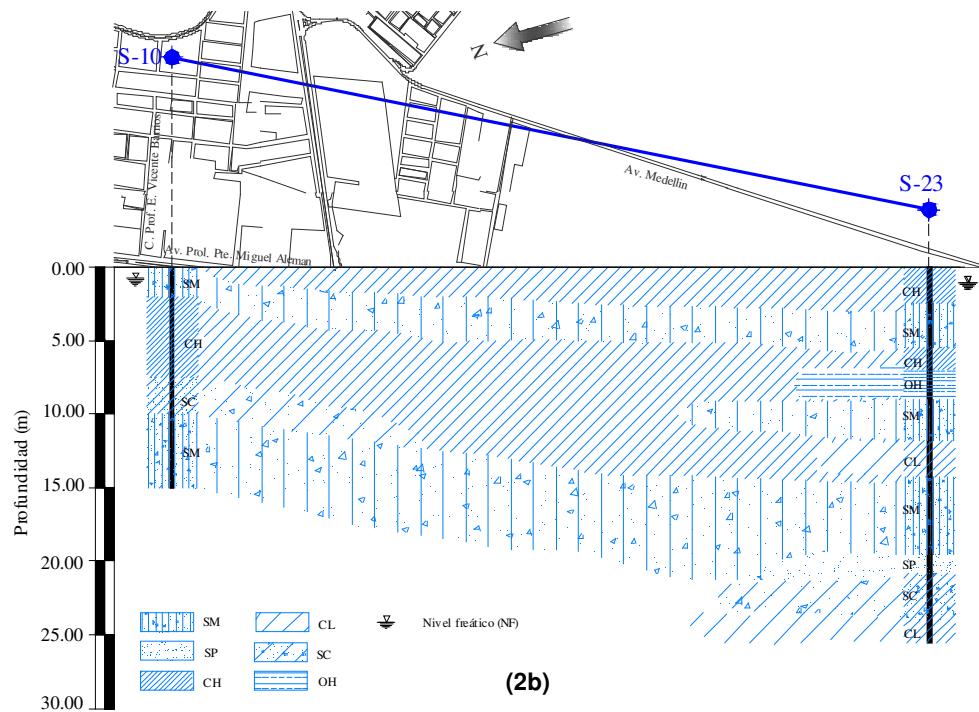 N
S-10
C. Prof. E. Vicente Barrios
Av. Prol. Pte. Miguel Aleman
Av. Medellin
S-23
Profundidad (m)
0.00
5.00
10.00
15.00
20.00
25.00
30.00
SM
CH
SC
SM
CH
SM
CH
OH
SM
CL
SM
SP
SC
CL
SM
CL
Nivel freático (NF)
SP
SC
CH
OH
(2b)